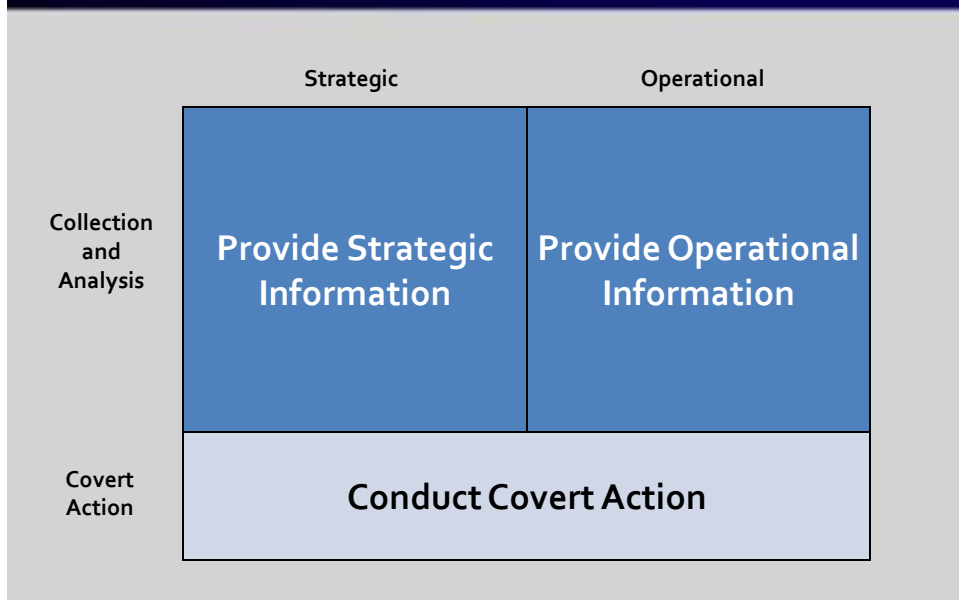 Strategic
Operational
Collection
and
Analysis
Provide Strategic
Information
Provide Operational
Information
Covert
Action
Conduct Covert Action